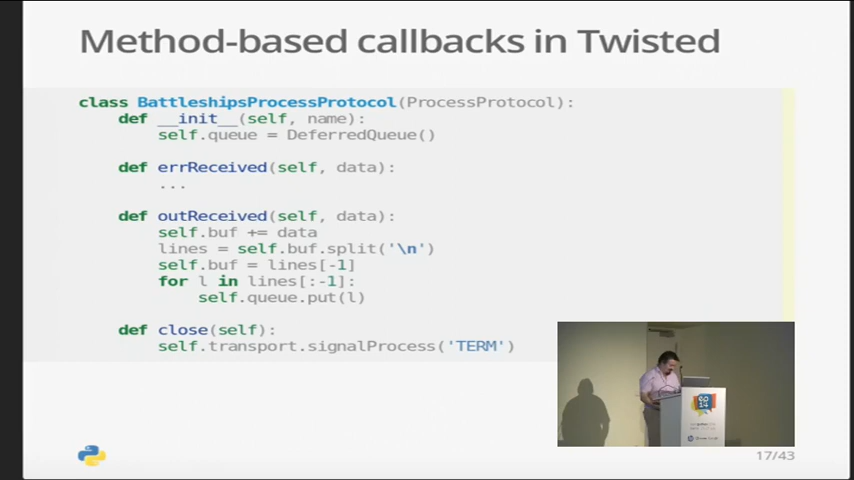 Method-based callbacks in Twisted
class BattleshipsProcessProtocol(ProcessProtocol):
def __init__(self, name):
self.queue = DeferredQueue()
def errReceived(self, data):
...
def outReceived(self, data):
self.buf += data
lines = self.buf.split('\n')
self.buf = lines[-1]
for l in lines[:-1]:
self.queue.put(l)
def close(self):
self.transport.signalProcess('TERM')
17/43